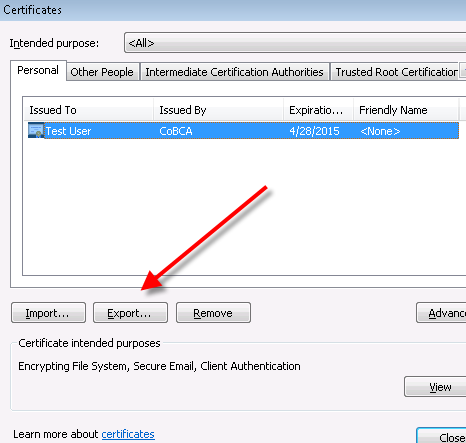 Certificates
Intended purpose: <All>
Personal Other People Intermediate Certification Authorities Trusted Root Certification
Issued To Issued By Expiratio... Friendly Name
Test User CoBCA 4/28/2015 <None>
Import... Export... Remove Advanc
Certificate intended purposes
Encrypting File System, Secure Email, Client Authentication
View
Learn more about certificates
Close